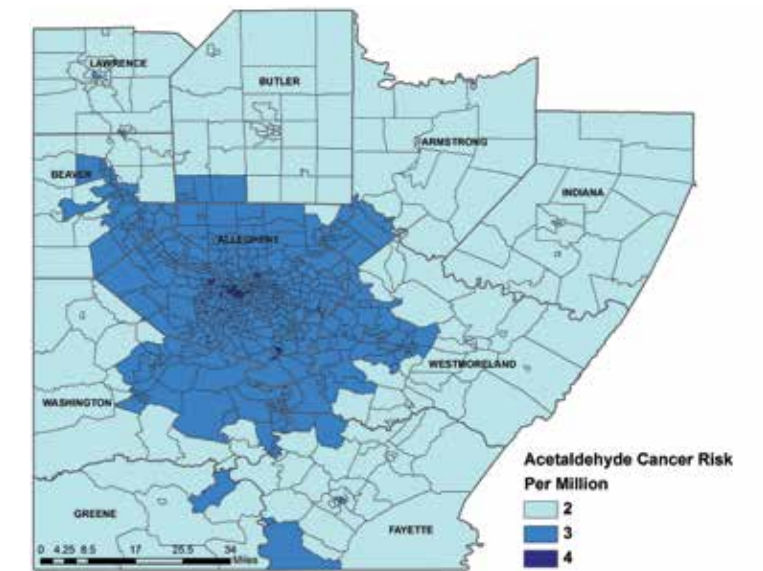 LAWRENCE
BUTLER
ARMSTRONG
BEAVER
INDIANA
ALLEGHENY
WESTMORELAND
WASHINGTON
Acetaldehyde Cancer Risk
Per Million
2
3
4
GREENE
FAYETTE
0 4.25 8.5 17 25.5 34
Miles